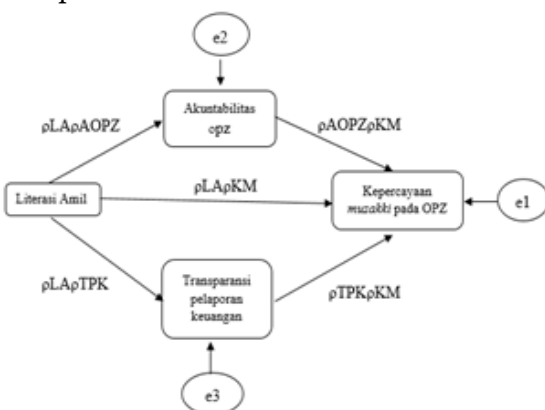 e2
Akuntabilitas
opz
ρLAρAOPZ
ρAOPZρKM
ρLAρKM
Literasi Amil
Kepercayaan
muzakki pada OPZ
e1
ρLAρTPK
Transparansi
pelaporan
keuangan
ρTPKρKM
e3